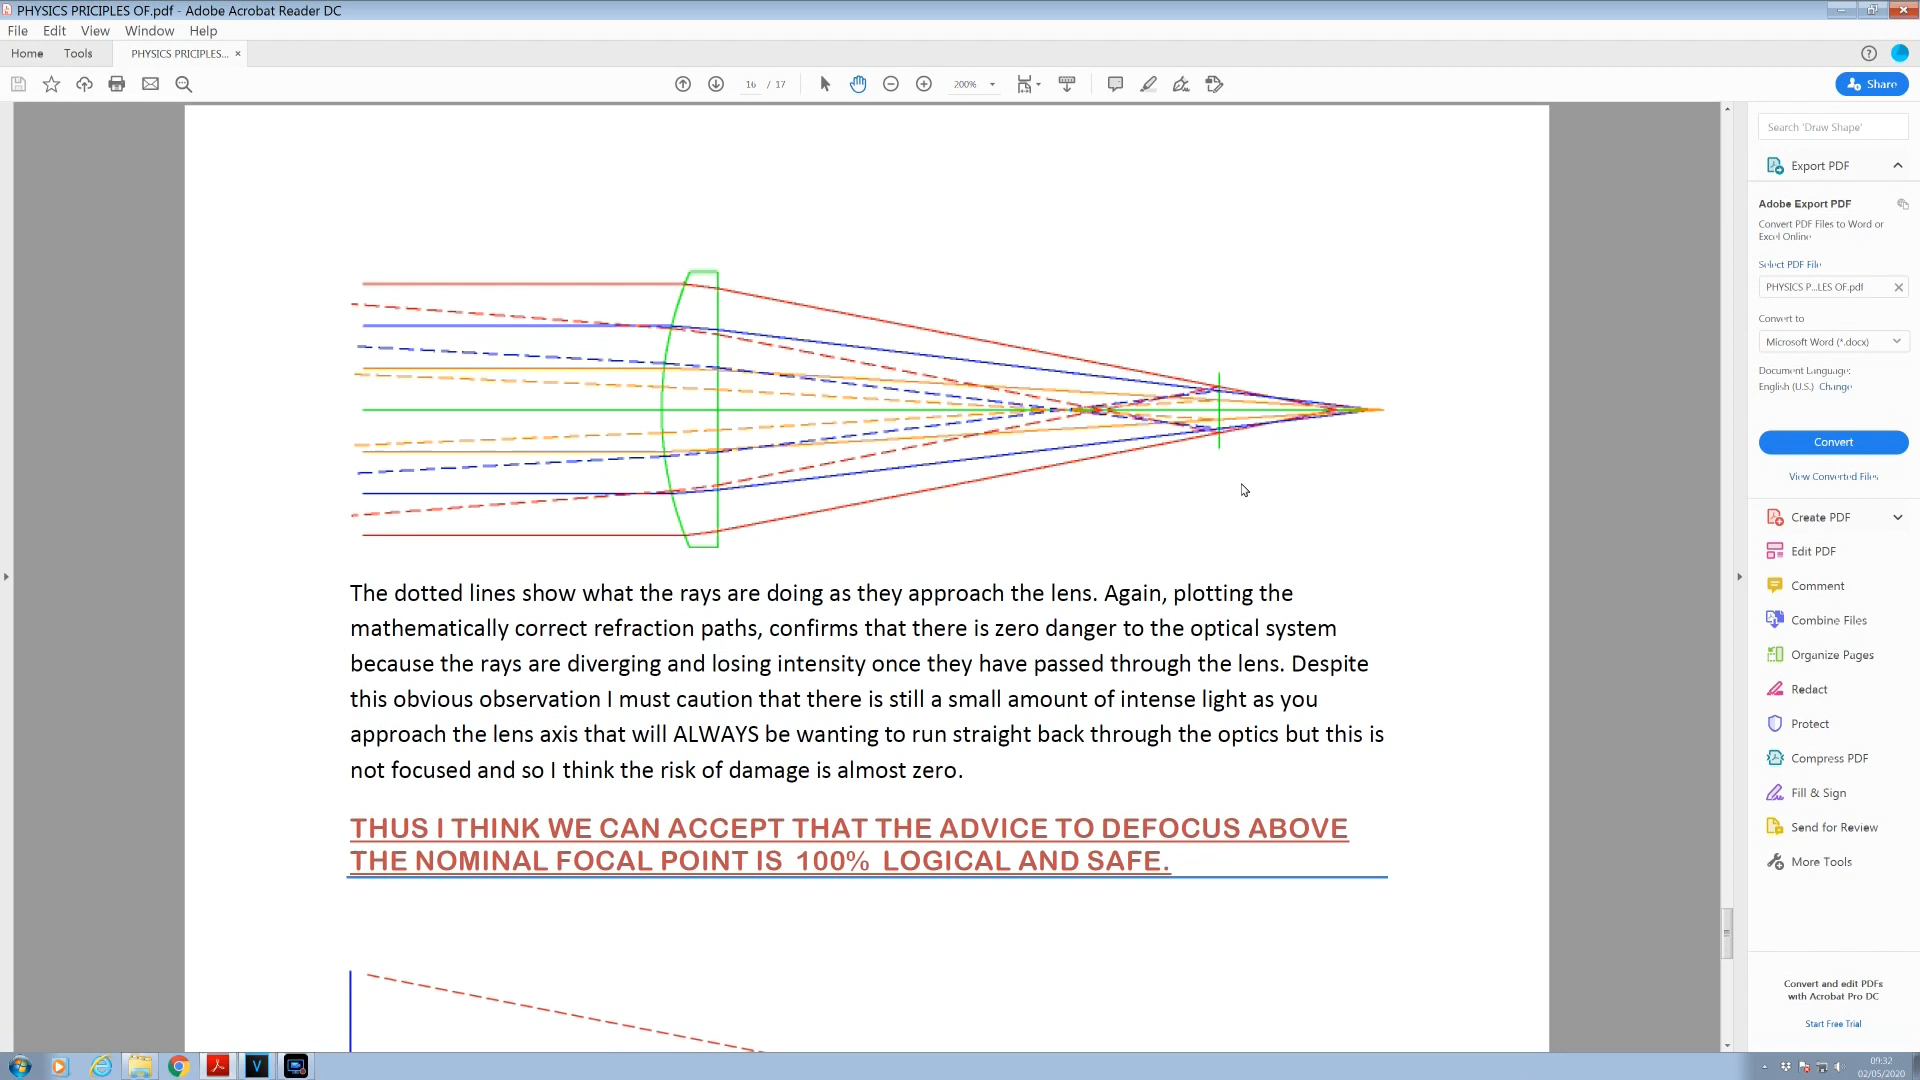 PHYSICS PRICIPLES OF.pdf - Adobe Acrobat Reader DC
File Edit View Window Help
Home Tools PHYSICS PRICIPLES... ×
16 / 17 200% Share
Search 'Draw Shape'
Export PDF
Adobe Export PDF
Convert PDF Files to Word or
Excel Online
Select PDF File
PHYSICS P...LES OF.pdf
Convert to
Microsoft Word (*.docx)
Document Language:
English (U.S.) Change
Convert
View Converted Files
Create PDF
Edit PDF
Comment
Combine Files
Organize Pages
Redact
Protect
Compress PDF
Fill & Sign
Send for Review
More Tools
Convert and edit PDFs
with Acrobat Pro DC
Start Free Trial
The dotted lines show what the rays are doing as they approach the lens. Again, plotting the
mathematically correct refraction paths, confirms that there is zero danger to the optical system
because the rays are diverging and losing intensity once they have passed through the lens. Despite
this obvious observation I must caution that there is still a small amount of intense light as you
approach the lens axis that will ALWAYS be wanting to run straight back through the optics but this is
not focused and so I think the risk of damage is almost zero.
THUS I THINK WE CAN ACCEPT THAT THE ADVICE TO DEFOCUS ABOVE
THE NOMINAL FOCAL POINT IS 100% LOGICAL AND SAFE.
09:32
02/05/2020